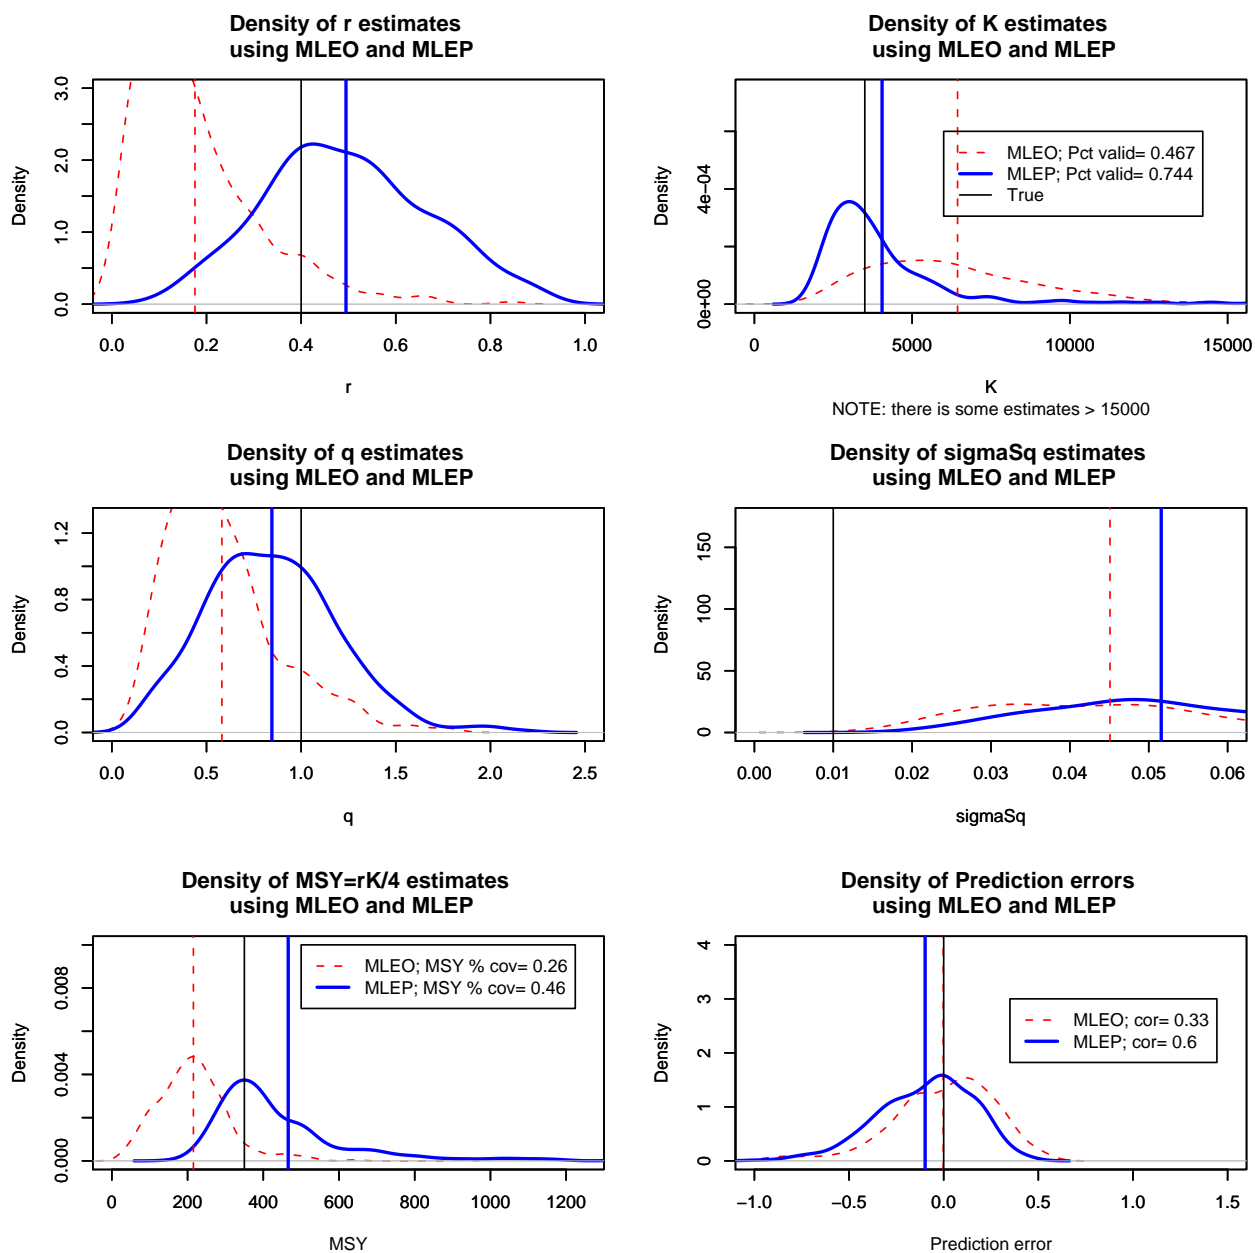 Density of r estimates
using MLEO and MLEP
Density
0.0 1.0 2.0 3.0
0.0 0.2 0.4 0.6 0.8 1.0
r
Density of K estimates
using MLEO and MLEP
Density
0e+00 4e-04
MLEO; Pct valid= 0.467
MLEP; Pct valid= 0.744
True
0 5000 10000 15000
K
NOTE: there is some estimates > 15000
Density of q estimates
using MLEO and MLEP
Density
0.0 0.4 0.8 1.2
0.0 0.5 1.0 1.5 2.0 2.5
q
Density of sigmaSq estimates
using MLEO and MLEP
Density
0 50 100 150
0.00 0.01 0.02 0.03 0.04 0.05 0.06
sigmaSq
Density of MSY=rK/4 estimates
using MLEO and MLEP
Density
0.000 0.004 0.008
MLEO; MSY % cov= 0.26
MLEP; MSY % cov= 0.46
0 200 400 600 800 1000 1200
MSY
Density of Prediction errors
using MLEO and MLEP
Density
0 1 2 3 4
MLEO; cor= 0.33
MLEP; cor= 0.6
−1.0 −0.5 0.0 0.5 1.0 1.5
Prediction error